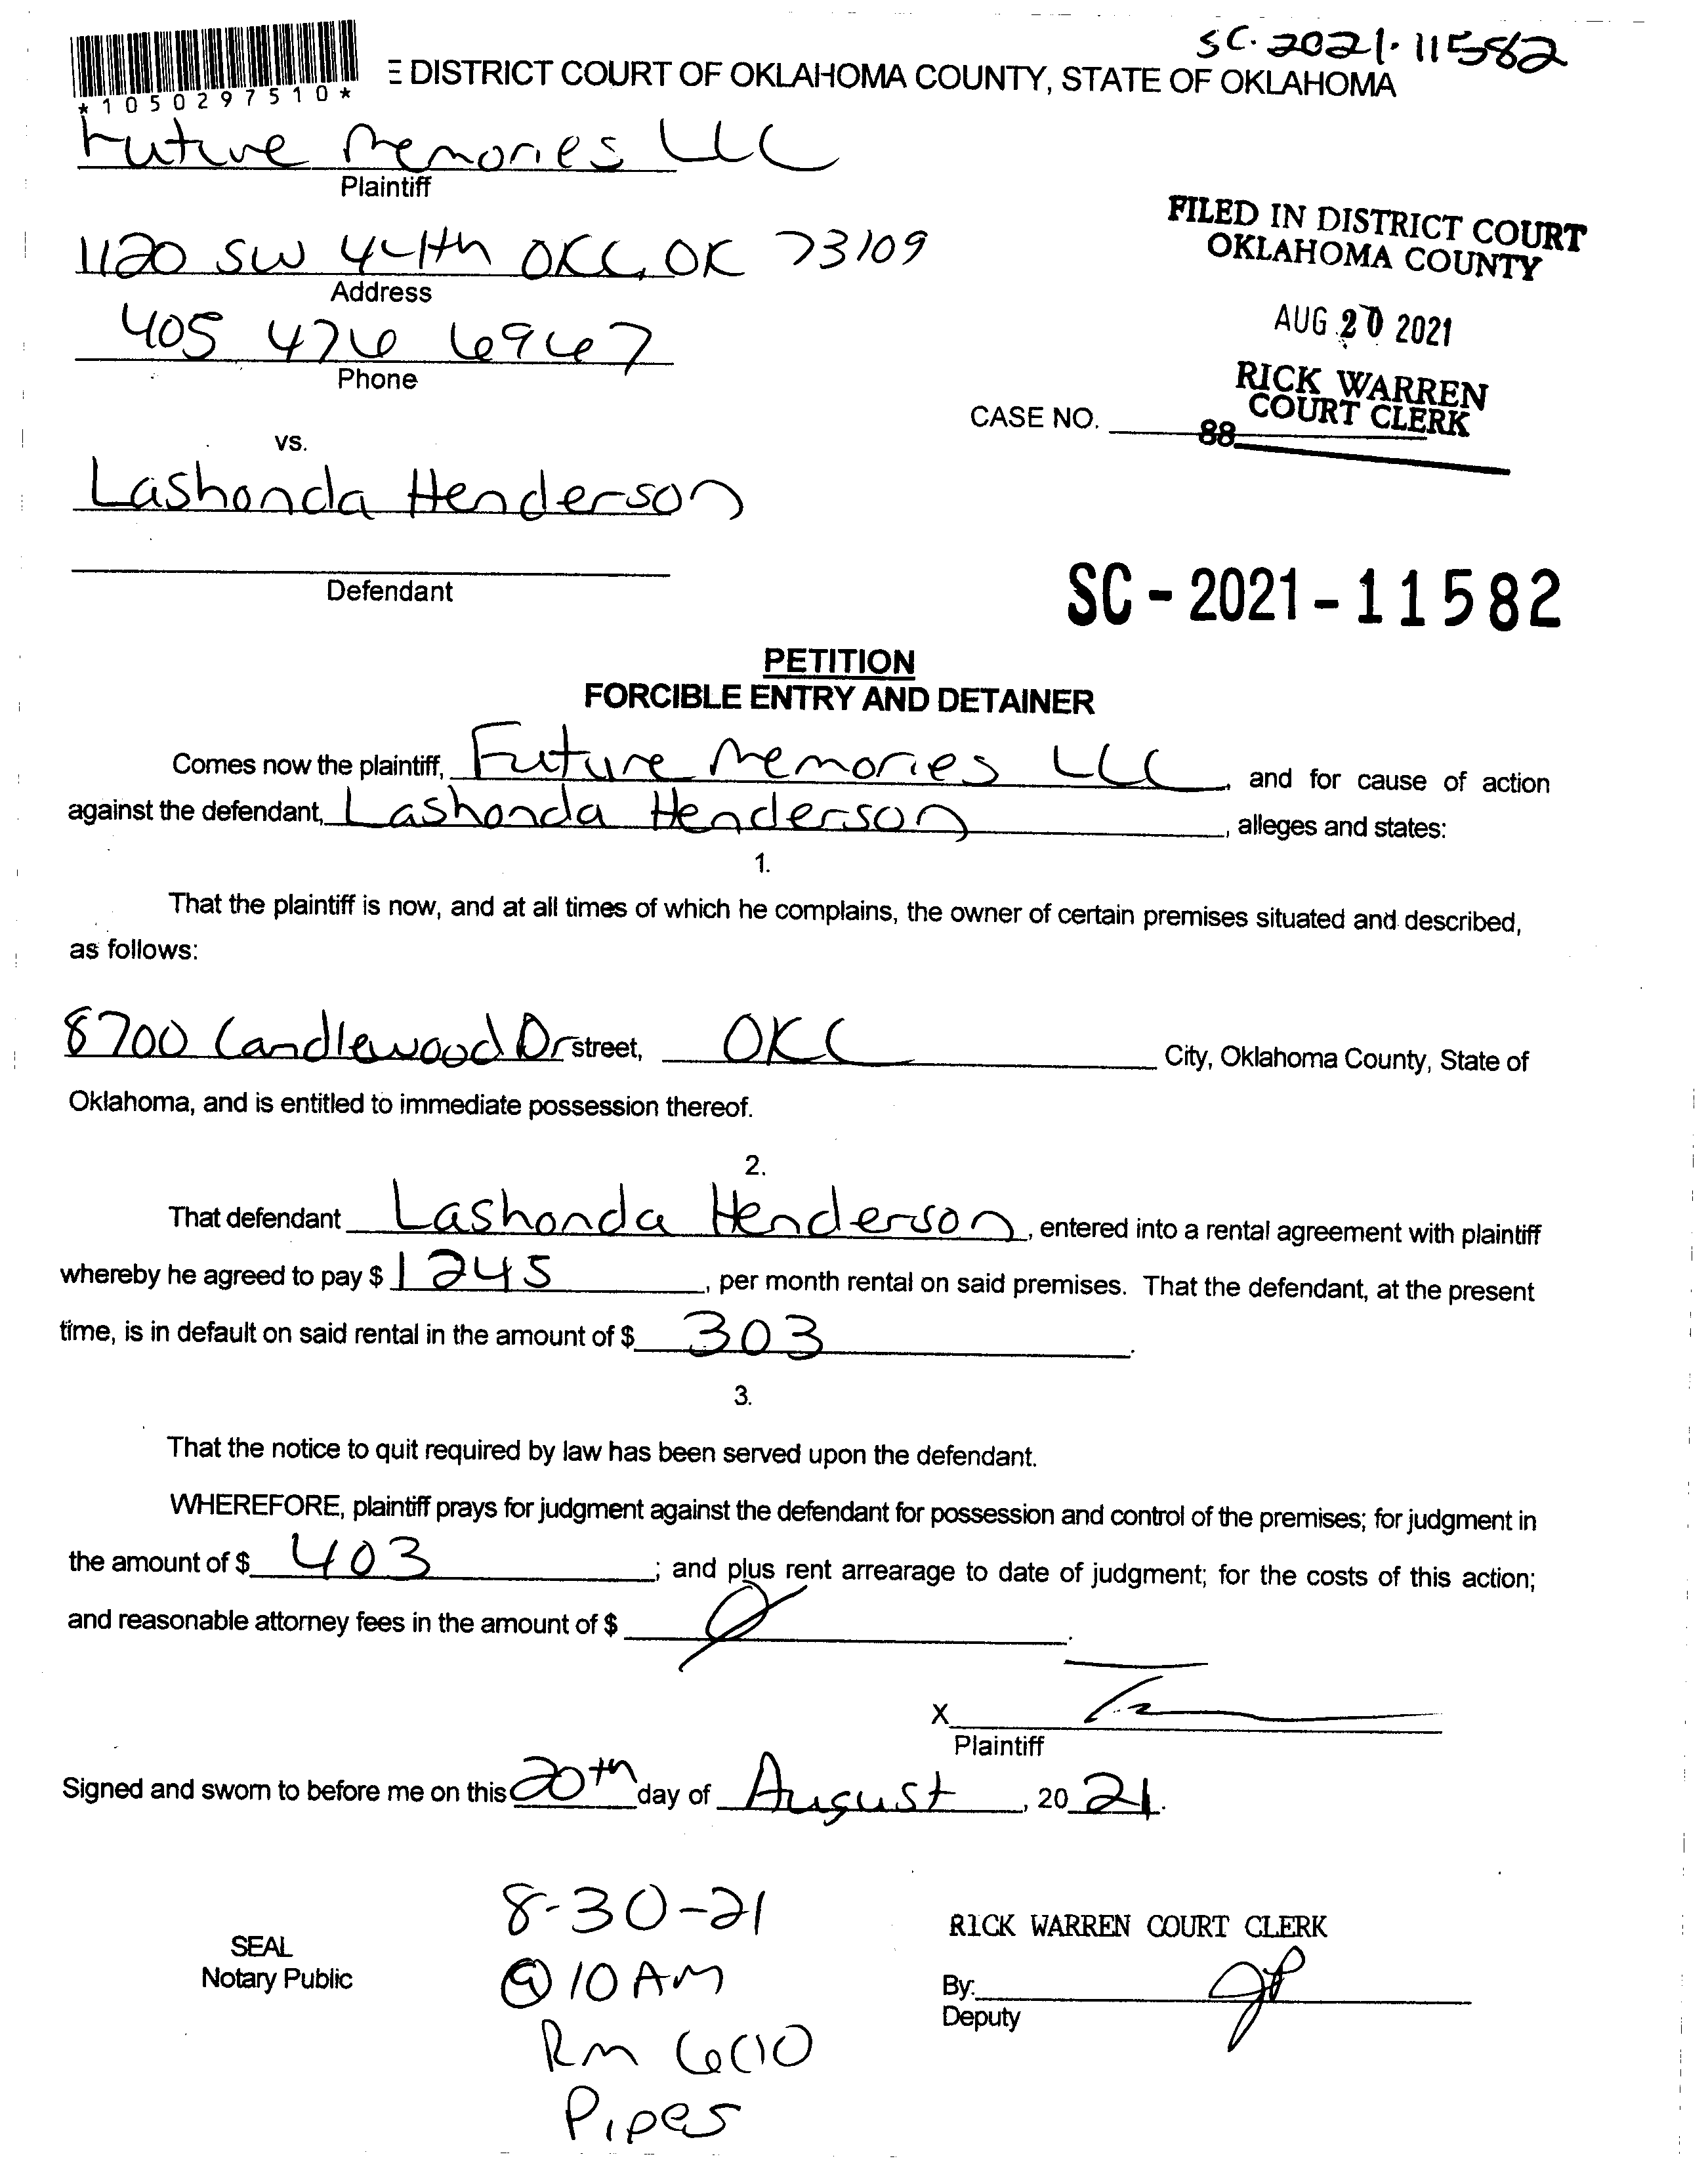 SC-2021-11582
*1050297510*
E DISTRICT COURT OF OKLAHOMA COUNTY, STATE OF OKLAHOMA
Future Memories LLC
Plaintiff
1120 SW 44th OKC, OK 73109
Address
405 476 6967
Phone
FILED IN DISTRICT COURT
OKLAHOMA COUNTY
AUG 20 2021
RICK WARREN
COURT CLERK
CASE NO.
88
vs.
Lashonda Henderson
Defendant
SC-2021-11582
PETITION
FORCIBLE ENTRY AND DETAINER
Comes now the plaintiff, Future Memories LLC, and for cause of action
against the defendant, Lashonda Henderson, alleges and states:
1.
That the plaintiff is now, and at all times of which he complains, the owner of certain premises situated and described,
as follows:
8700 Candlewood Dr street, OKC City, Oklahoma County, State of
Oklahoma, and is entitled to immediate possession thereof.
2.
That defendant Lashonda Henderson, entered into a rental agreement with plaintiff
whereby he agreed to pay $ 1245, per month rental on said premises. That the defendant, at the present
time, is in default on said rental in the amount of $ 303.
3.
That the notice to quit required by law has been served upon the defendant.
WHEREFORE, plaintiff prays for judgment against the defendant for possession and control of the premises; for judgment in
the amount of $ 403; and plus rent arrearage to date of judgment; for the costs of this action;
and reasonable attorney fees in the amount of $ Ø.
X
Plaintiff
Signed and sworn to before me on this 20th day of August, 20 21.
8-30-21
@ 10 AM
Rm
Pipes
SEAL
Notary Public
RICK WARREN COURT CLERK
By:
Deputy